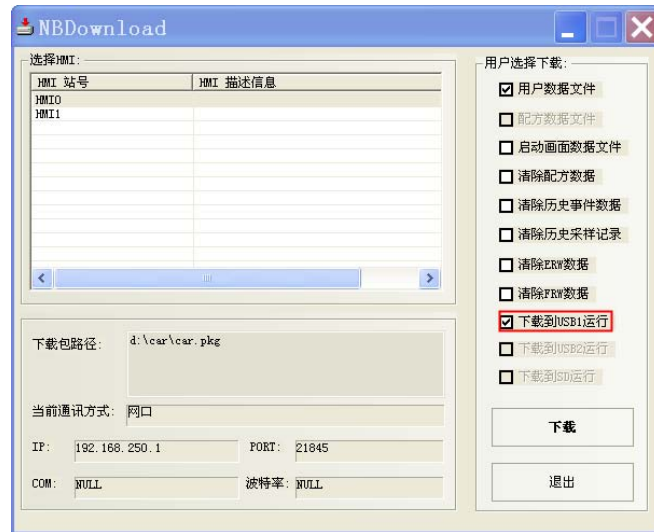 NBDownload
选择HMI:
HMI 站号 HMI 描述信息
HMI0
HMI1
下载包路径: d:\car\car.pkg
当前通讯方式: 网口
IP: 192.168.250.1 PORT: 21845
COM: NULL 波特率: NULL
用户选择下载:
用户数据文件
配方数据文件
启动画面数据文件
清除配方数据
清除历史事件数据
清除历史采样记录
清除ERW数据
清除FRW数据
下载到USB1运行
下载到USB2运行
下载到SD运行
下载
退出